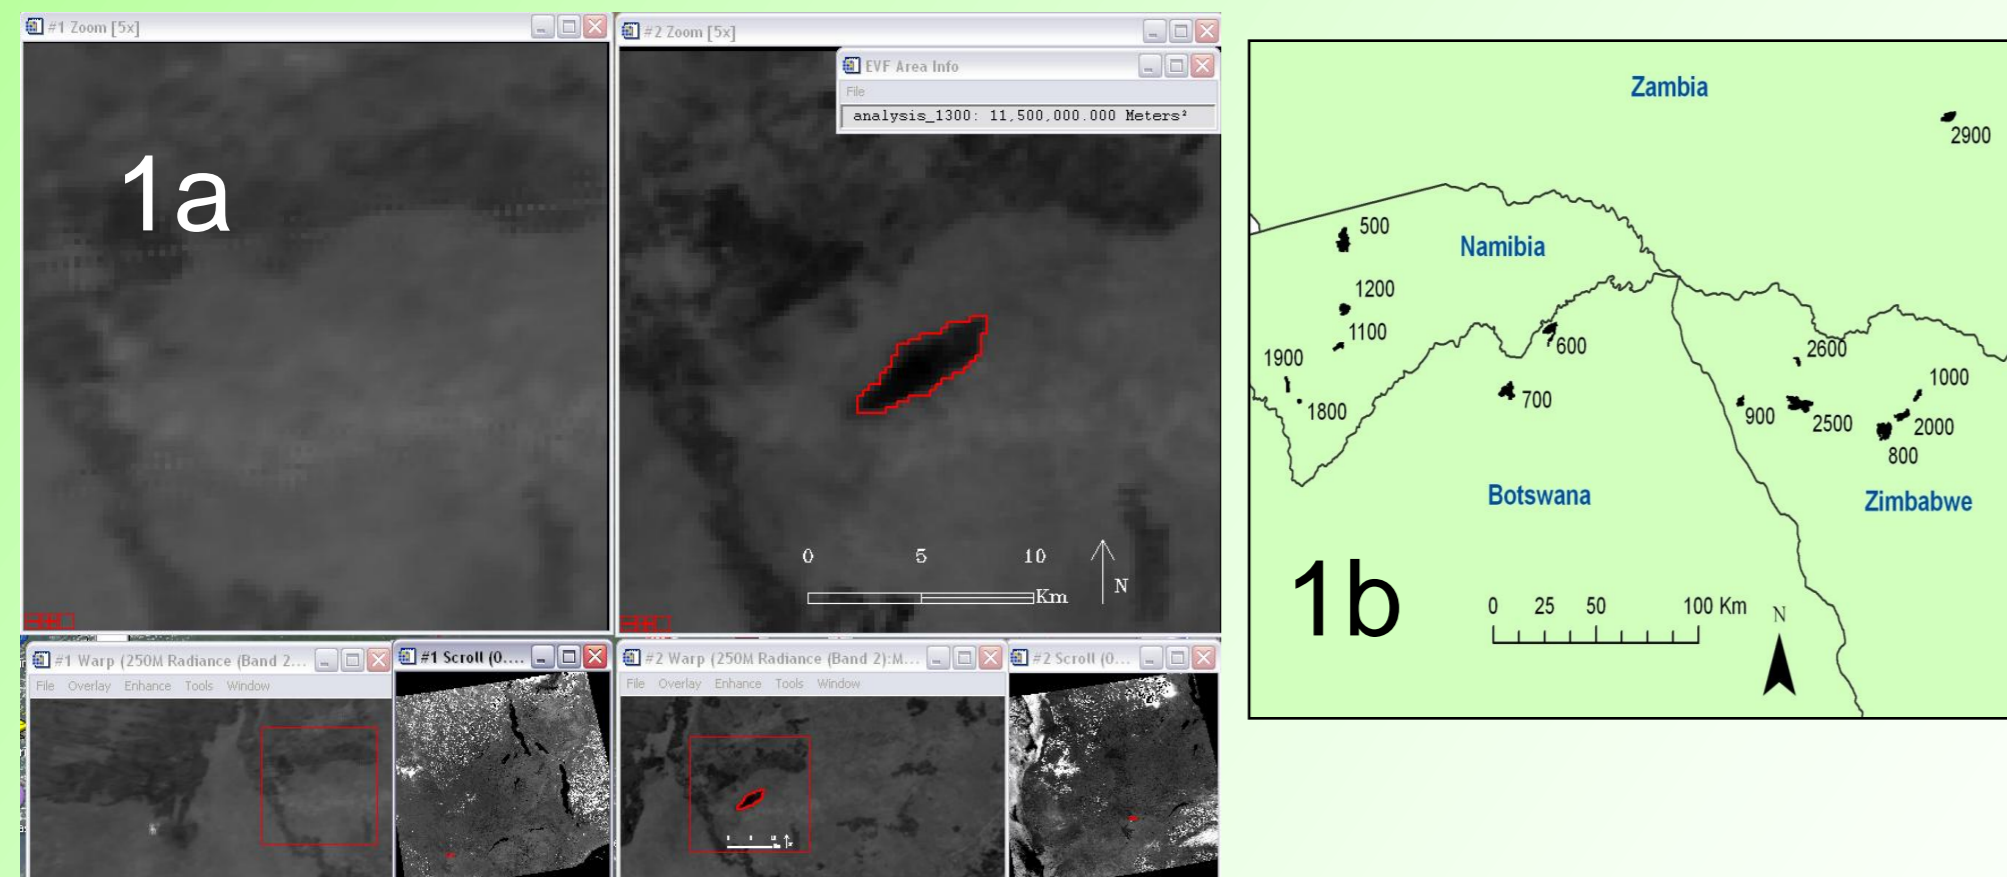 #1 Zoom [5x]
1a
#2 Zoom [5x]
EVF Area Info
File
analysis_1300: 11,500,000.000 Meters²
0 5 10
Km
N
#1 Warp (250M Radiance (Band 2...
File Overlay Enhance Tools Window
#1 Scroll (0....
#2 Warp (250M Radiance (Band 2):M...
File Overlay Enhance Tools Window
#2 Scroll (0...
Zambia
2900
500
Namibia
1200
1100
600
1900
1800
700
2600
1000
900
2500
2000
800
Botswana
Zimbabwe
1b
0 25 50 100 Km
N